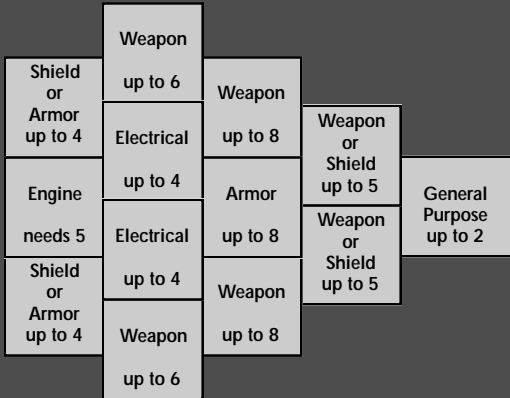 Shield
or
Armor
up to 4
Engine
needs 5
Shield
or
Armor
up to 4
Weapon
up to 6
Electrical
up to 4
Electrical
up to 4
Weapon
up to 6
Weapon
up to 8
Armor
up to 8
Weapon
up to 8
Weapon
or
Shield
up to 5
Weapon
or
Shield
up to 5
General
Purpose
up to 2